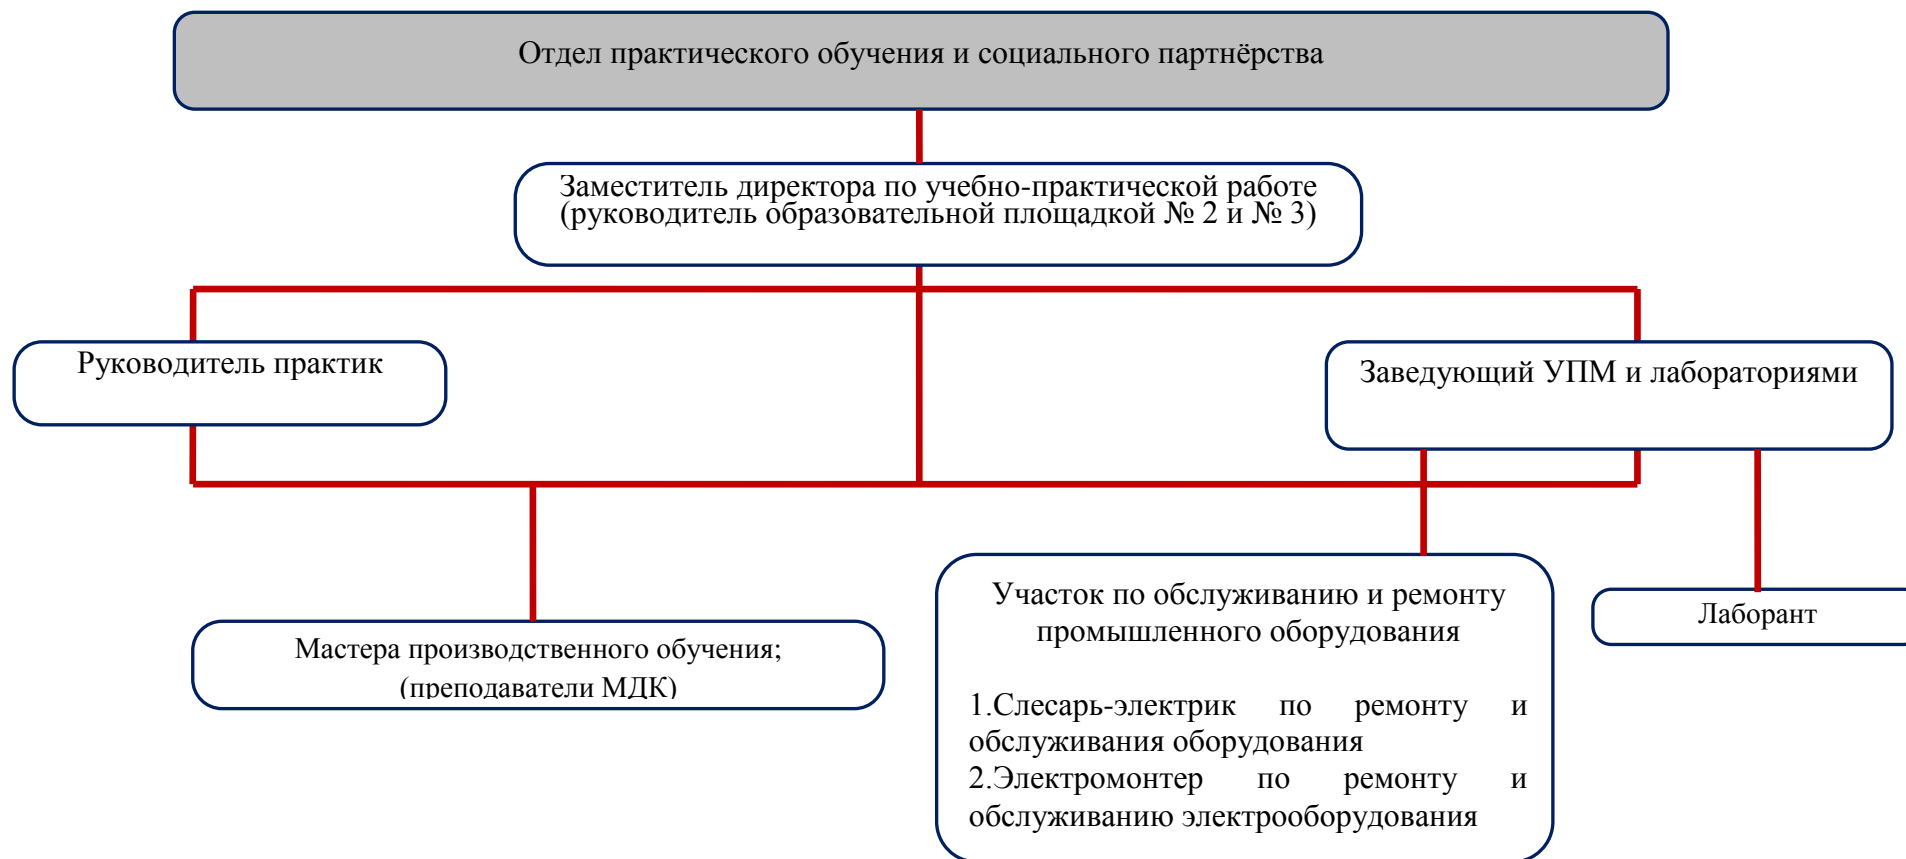 Отдел практического обучения и социального партнёрства
Заместитель директора по учебно-практической работе
(руководитель образовательной площадкой № 2 и № 3)
Руководитель практик
Заведующий УПМ и лабораториями
Участок по обслуживанию и ремонту
промышленного оборудования
Лаборант
Мастера производственного обучения;
(преподаватели МДК)
1.Слесарь-электрик по ремонту и
обслуживания оборудования
2.Электромонтер по ремонту и
обслуживанию электрооборудования